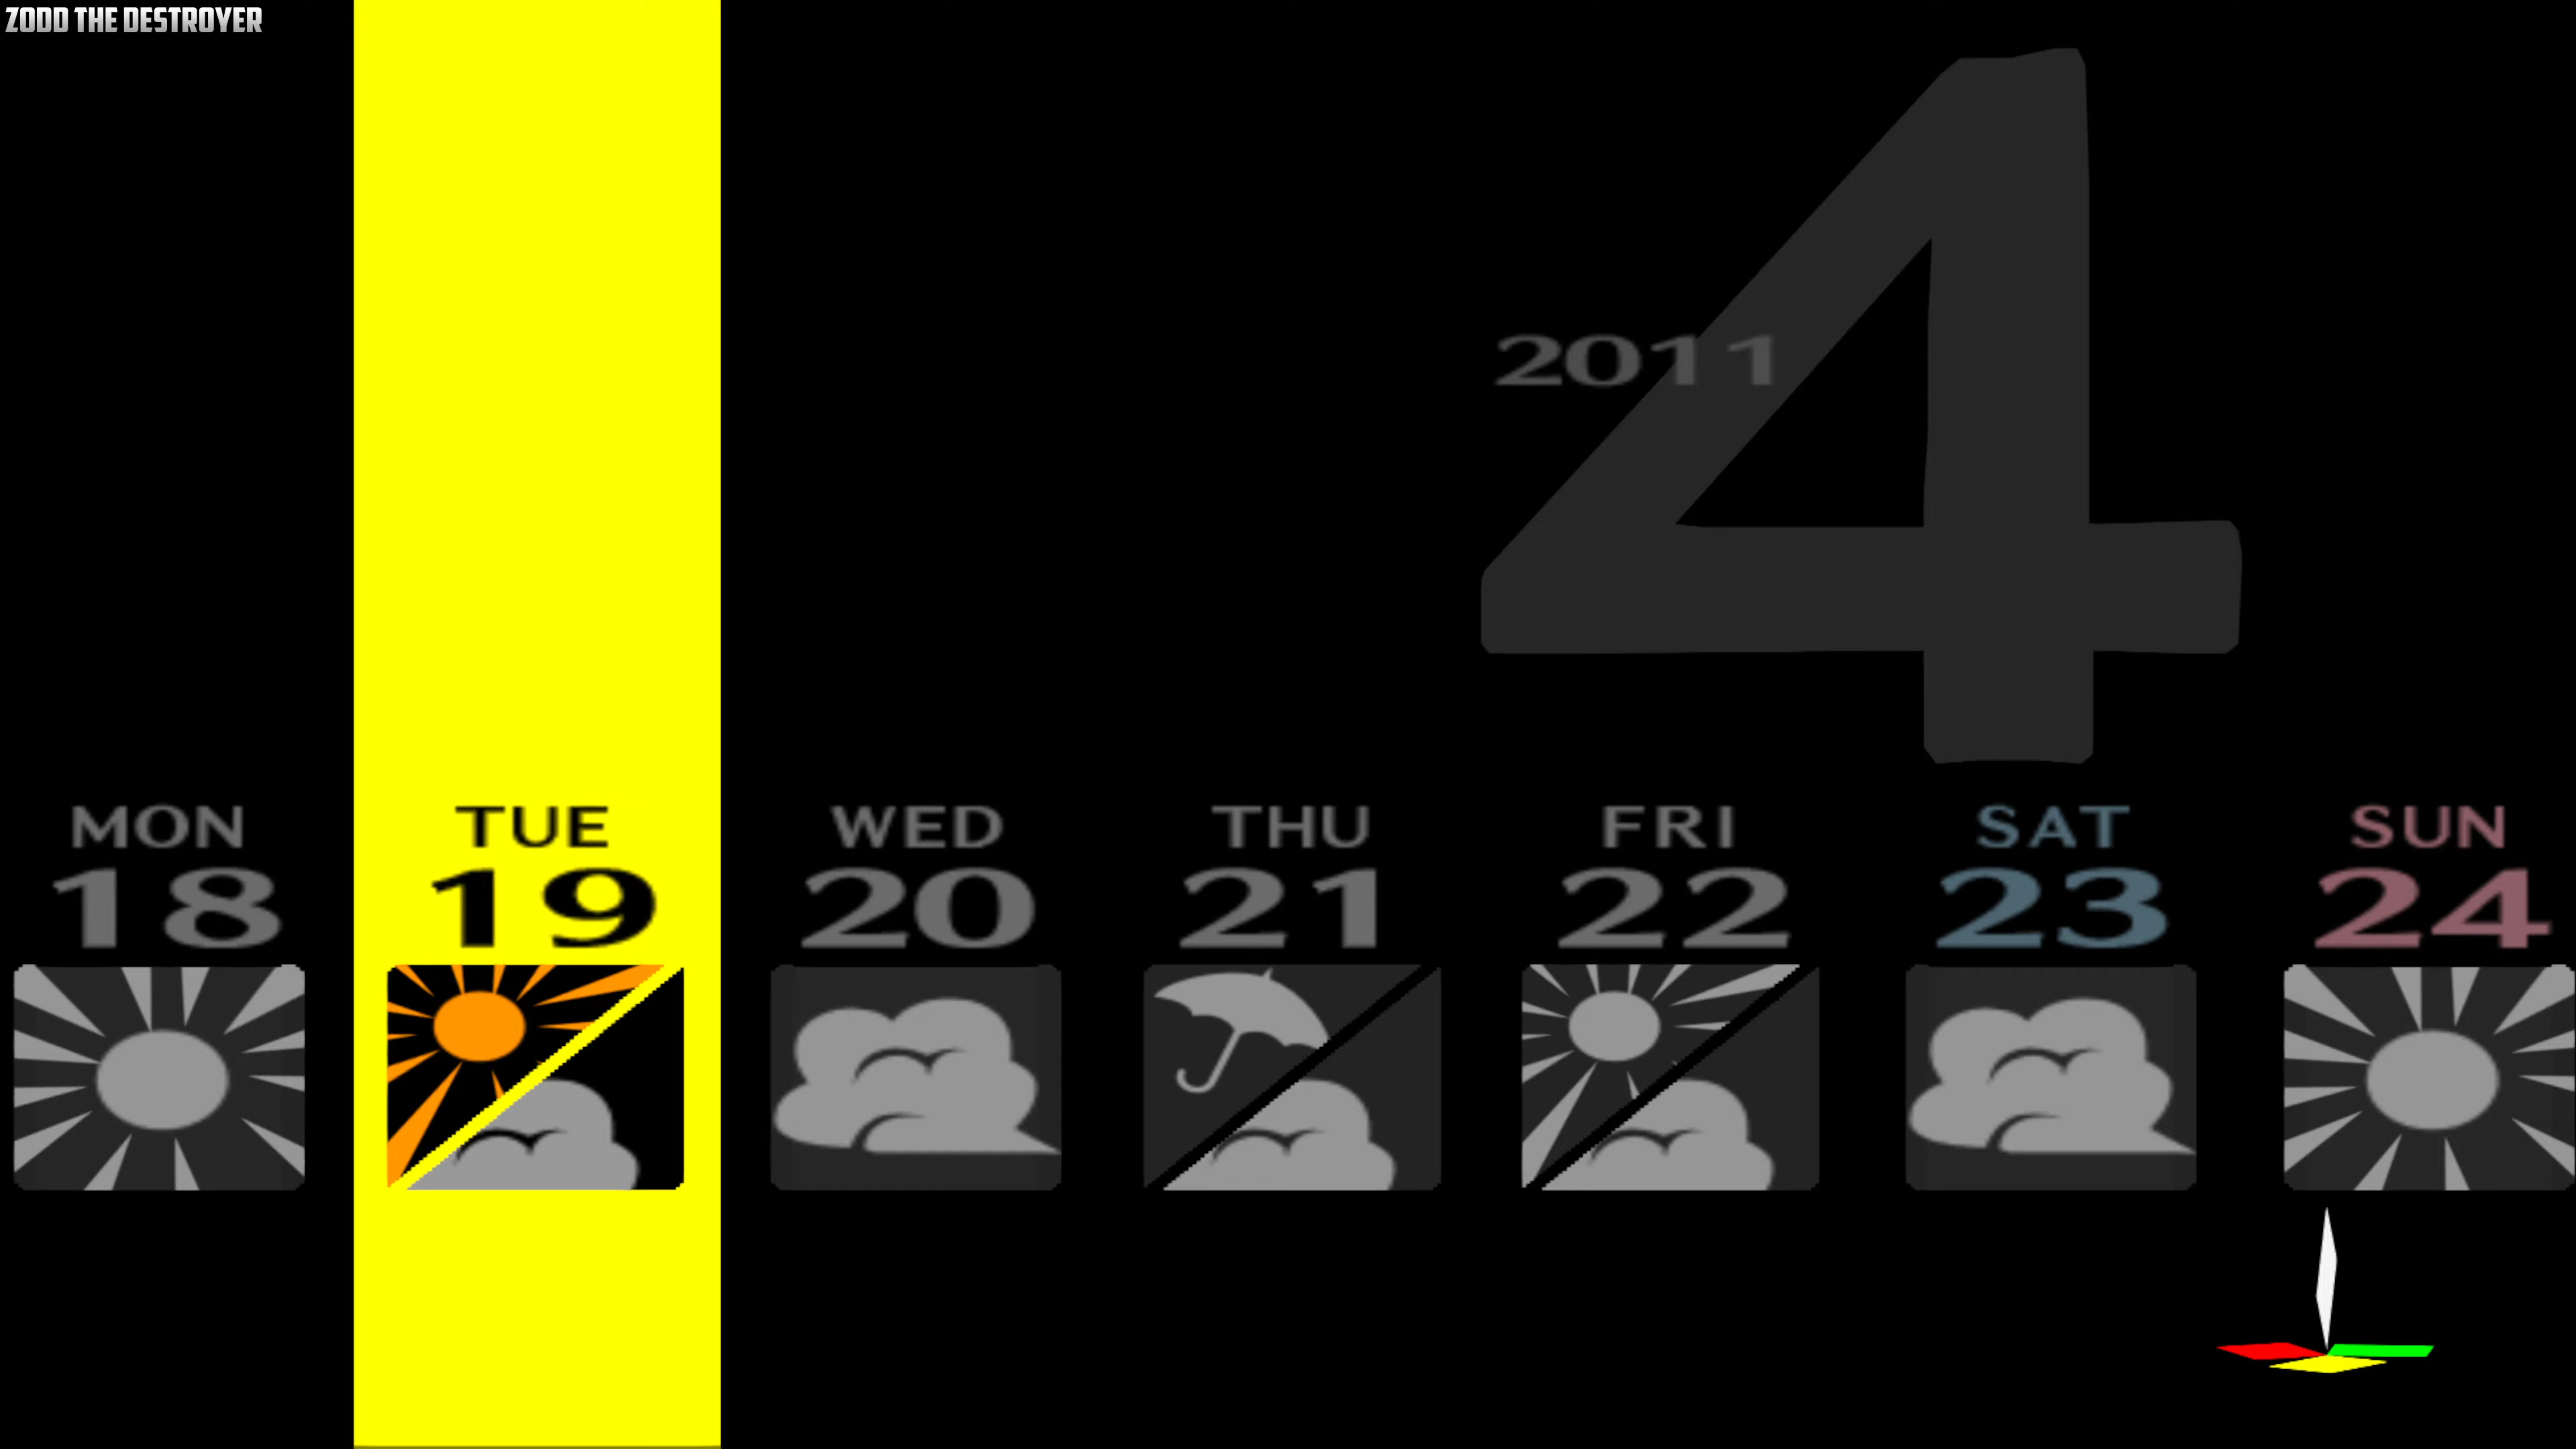 ZODD THE DESTROYER
4
2011
MON TUE WED THU FRI SAT SUN
18 19 20 21 22 23 24